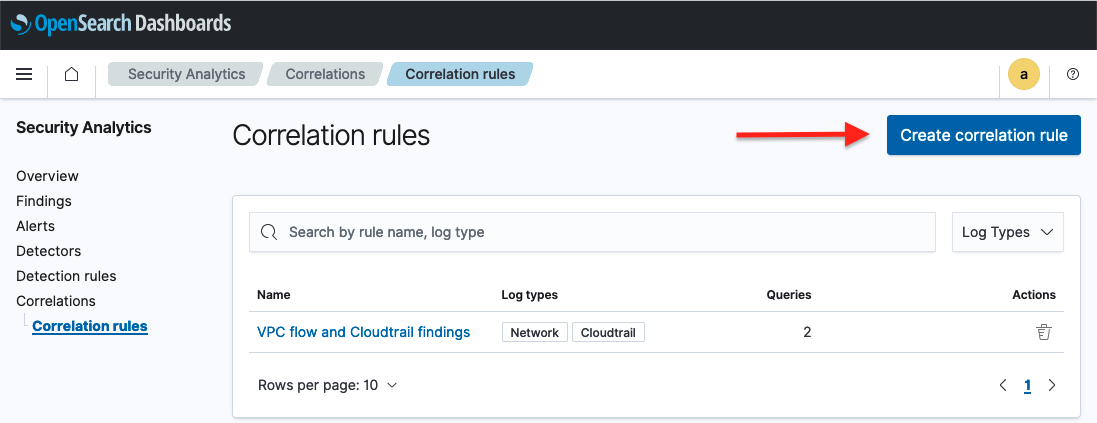 OpenSearch Dashboards
Security Analytics Correlations Correlation rules a
Security Analytics
Overview
Findings
Alerts
Detectors
Detection rules
Correlations
Correlation rules
Correlation rules
Create correlation rule
Search by rule name, log type
Log Types
Name Log types Queries Actions
VPC flow and Cloudtrail findings Network Cloudtrail 2
Rows per page: 10
1